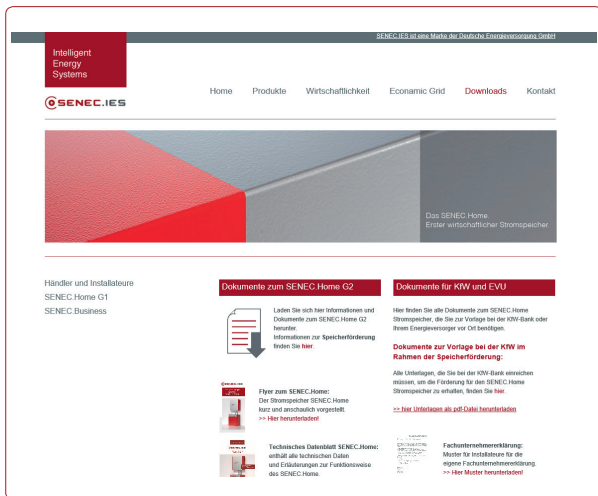 SENEC.IES ist eine Marke der Deutsche Energieversorgung GmbH
Intelligent
Energy
Systems
SENEC.IES
Home Produkte Wirtschaftlichkeit Econamic Grid Downloads Kontakt
Das SENEC.Home.
Erster wirtschaftlicher Stromspeicher.
Händler und Installateure
SENEC.Home G1
SENEC.Business
Dokumente zum SENEC.Home G2
Laden Sie sich hier Informationen und
Dokumente zum SENEC.Home G2
herunter.
Informationen zur Speicherförderung
finden Sie hier.
Flyer zum SENEC.Home:
Der Stromspeicher SENEC.Home
kurz und anschaulich vorgestellt.
>> Hier herunterladen!
Technisches Datenblatt SENEC.Home:
enthält alle technischen Daten
und Erläuterungen zur Funktionsweise
des SENEC.Home.
Dokumente für KfW und EVU
Hier finden Sie alle Dokumente zum SENEC.Home
Stromspeicher, die Sie zur Vorlage bei der KfW-Bank oder
Ihrem Energieversorger vor Ort benötigen.
Dokumente zur Vorlage bei der KfW im
Rahmen der Speicherförderung:
Alle Unterlagen, die Sie bei der KfW-Bank einreichen
müssen, um die Förderung für den SENEC.Home
Stromspeicher zu erhalten, finden Sie hier.
>> hier Unterlagen als pdf-Datei herunterladen
Fachunternehmererklärung:
Muster für Installateure für die
eigene Fachunternehmererklärung.
>> Hier Muster herunterladen!